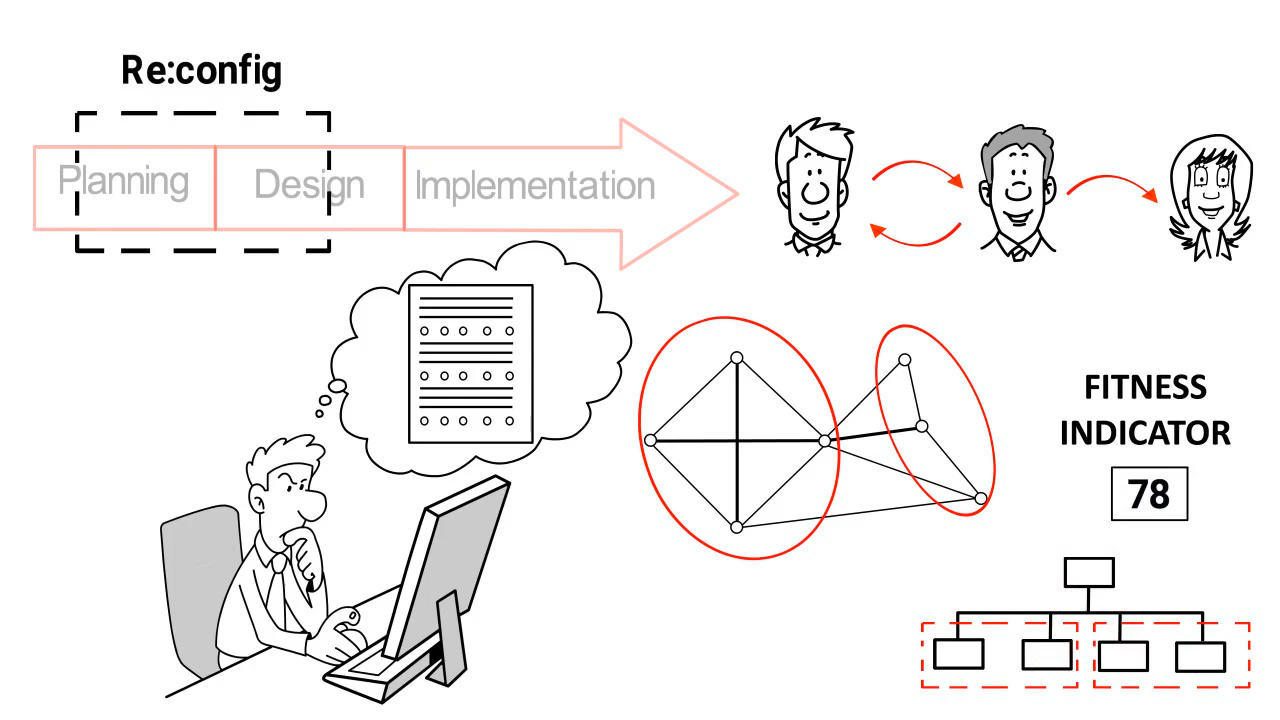 Re:config
Planning
Design
Implementation
FITNESS
INDICATOR
78